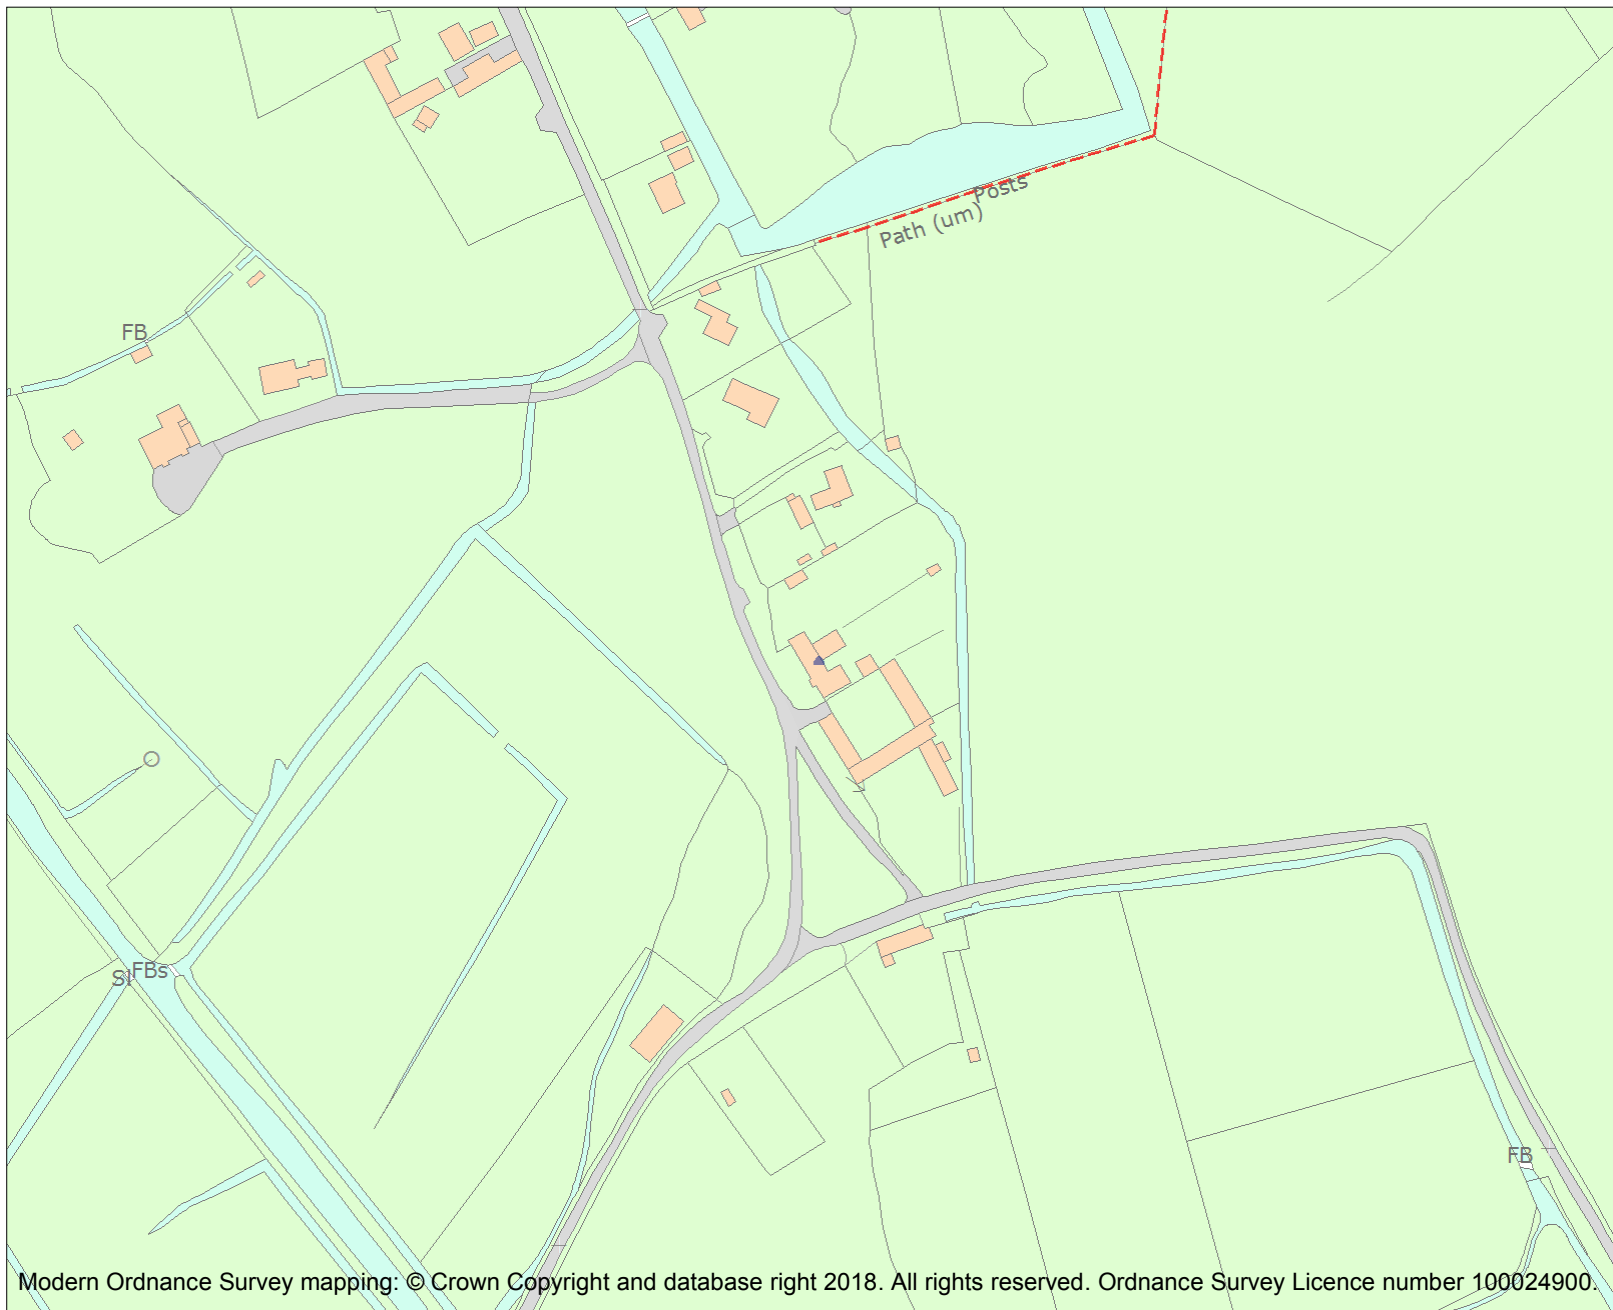 Posts
Path (um)
FB
Sl
FBs
FB
Modern Ordnance Survey mapping: © Crown Copyright and database right 2018. All rights reserved. Ordnance Survey Licence number 100024900.